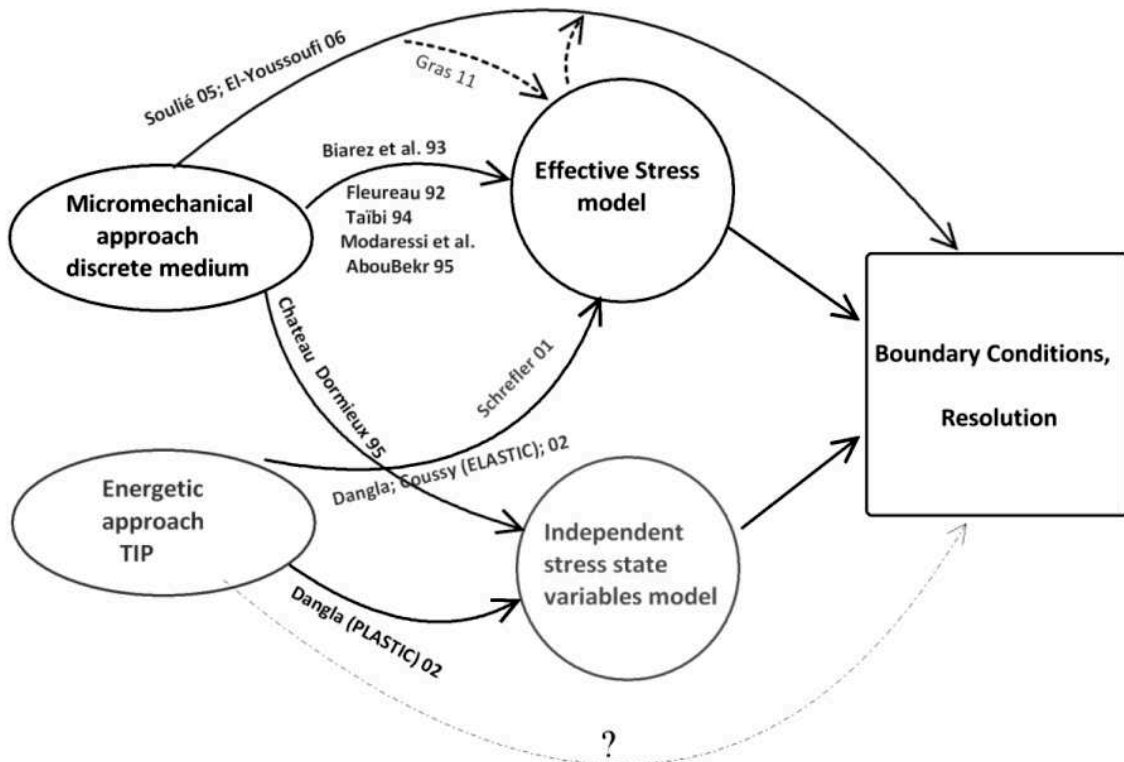 Soulié 05; El-Youssoufi 06
Gras 11
Biarez et al. 93
Fleureau 92
Taïbi 94
Modaressi et al.
AbouBekr 95
Effective Stress
model
Micromechanical
approach
discrete medium
Chateau Dormieux 95
Schrefler 01
Dangla; Coussy (ELASTIC); 02
Boundary Conditions,
Resolution
Energetic
approach
TIP
Independent
stress state
variables model
Dangla (PLASTIC) 02
?